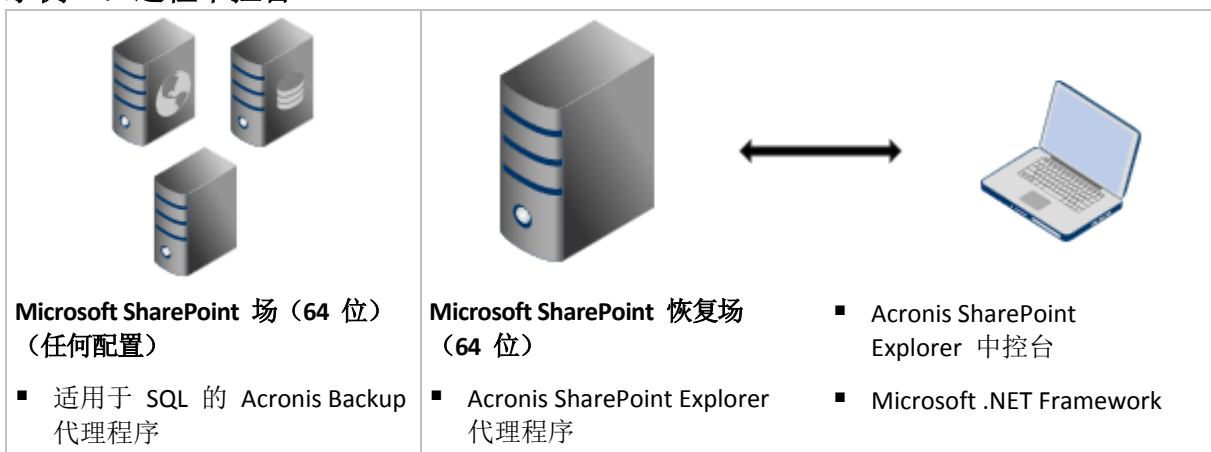 Microsoft SharePoint 场（64 位）
（任何配置）
■ 适用于 SQL 的 Acronis Backup
代理程序
Microsoft SharePoint 恢复场
（64 位）
■ Acronis SharePoint Explorer
代理程序
■ Acronis SharePoint
Explorer 中控台
■ Microsoft .NET Framework